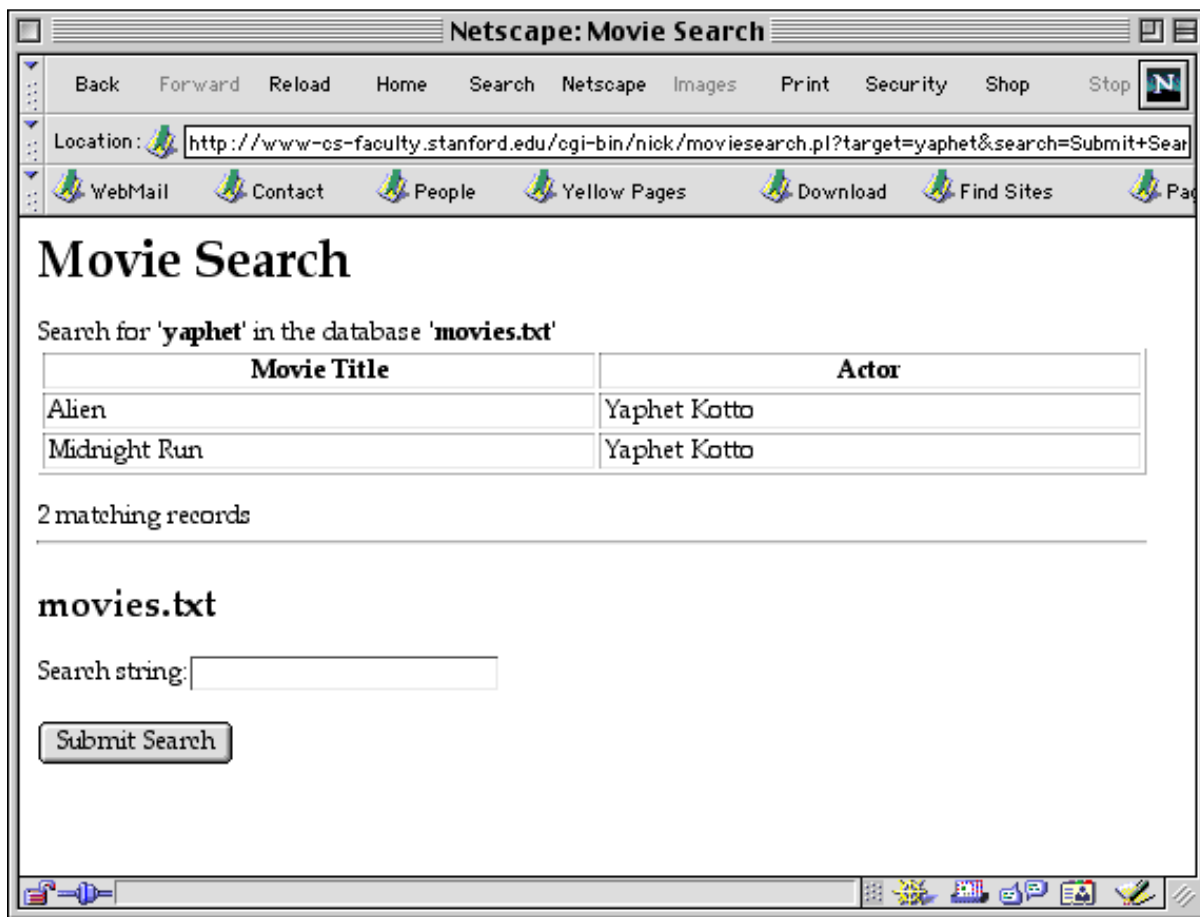 Netscape: Movie Search
Back Forward Reload Home Search Netscape Images Print Security Shop Stop N
Location: http://www-cs-faculty.stanford.edu/cgi-bin/nick/moviesearch.pl?target=yaphet&search=Submit+Sear
WebMail Contact People Yellow Pages Download Find Sites Pag
Movie Search
Search for 'yaphet' in the database 'movies.txt'
Movie Title Actor
Alien Yaphet Kotto
Midnight Run Yaphet Kotto
2 matching records
movies.txt
Search string:
Submit Search